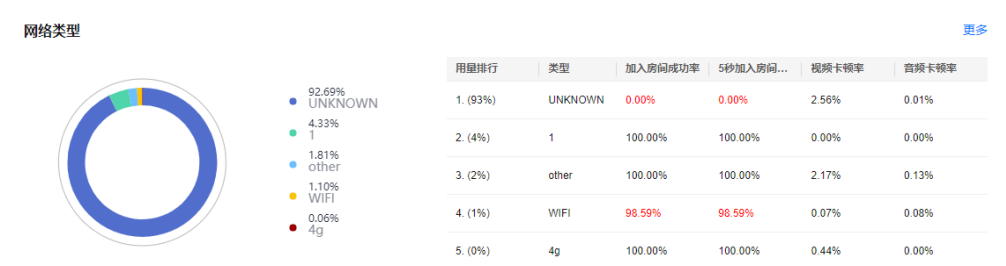 网络类型
更多
92.69%
UNKNOWN
4.33%
1
1.81%
other
1.10%
WIFI
0.06%
4g
用量排行 类型 加入房间成功率 5秒加入房间... 视频卡顿率 音频卡顿率
1. (93%) UNKNOWN 0.00% 0.00% 2.56% 0.01%
2. (4%) 1 100.00% 100.00% 0.00% 0.00%
3. (2%) other 100.00% 100.00% 2.17% 0.13%
4. (1%) WIFI 98.59% 98.59% 0.07% 0.08%
5. (0%) 4g 100.00% 100.00% 0.44% 0.00%